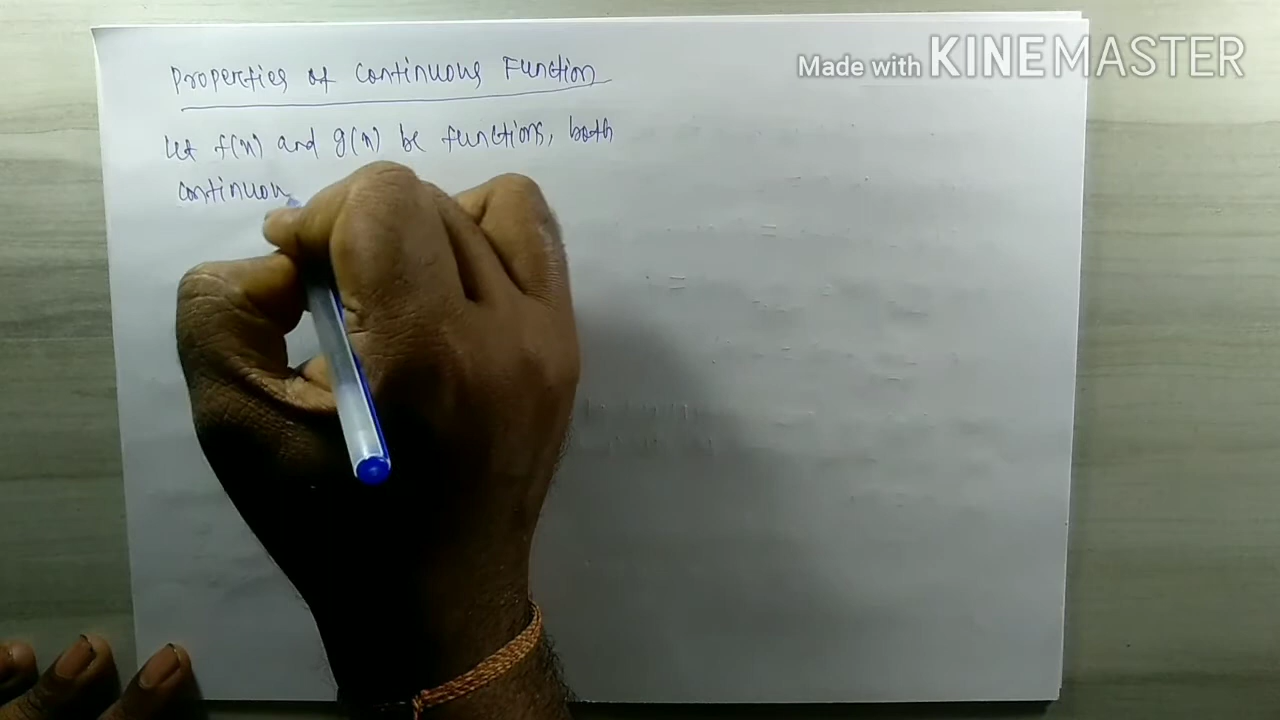 Made with KINEMASTER
Properties of Continuous Function
Let f(x) and g(x) be functions, both
continuou